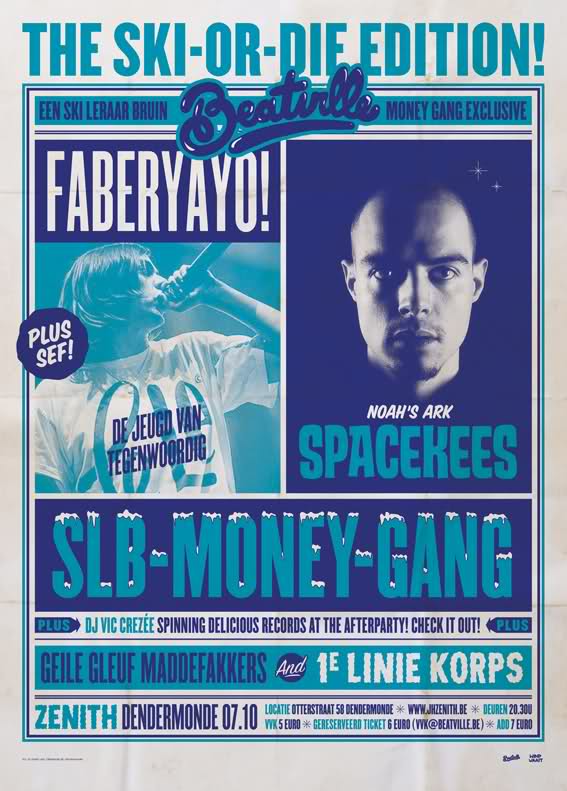 THE SKI-OR-DIE EDITION!
EEN SKI LERAAR BRUIN
Beatville
MONEY GANG EXCLUSIVE
FABERYAYO!
PLUS
SEF!
DE JEUGD VAN
TEGENWOORDIG
NOAH'S ARK
SPACEKEES
SLB-MONEY-GANG
PLUS DJ VIC CREZÉE SPINNING DELICIOUS RECORDS AT THE AFTERPARTY! CHECK IT OUT! PLUS
GEILE GLEUF MADDEFAKKERS And 1E LINIE KORPS
ZENITH DENDERMONDE 07.10
LOCATIE OTTERSTRAAT 58 DENDERMONDE * WWW.JHZENITH.BE * DEUREN 20.30U
VVK 5 EURO * GERESERVEERD TICKET 6 EURO (VVK@BEATVILLE.BE) * ADD 7 EURO
Beatville